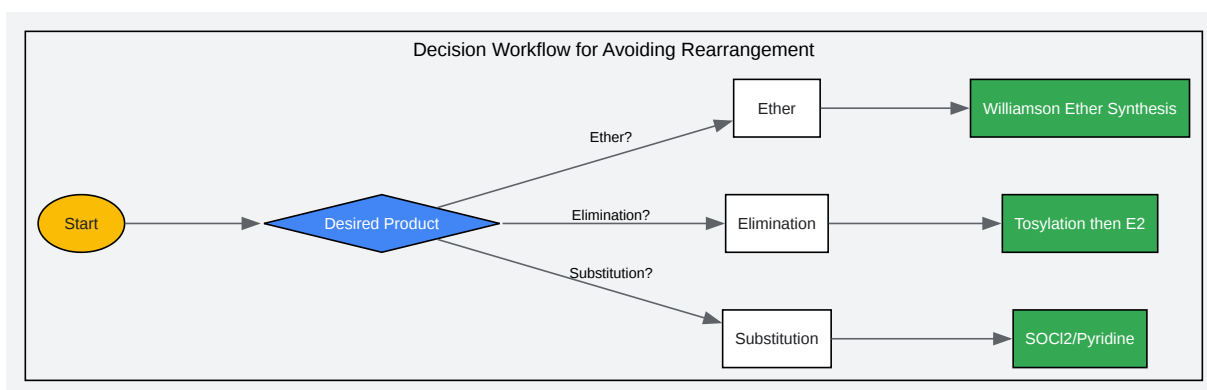 Decision Workflow for Avoiding Rearrangement
Ether
Williamson Ether Synthesis
Ether?
Start
Desired Product
Elimination?
Elimination
Tosylation then E2
Substitution?
Substitution
SOCl2/Pyridine